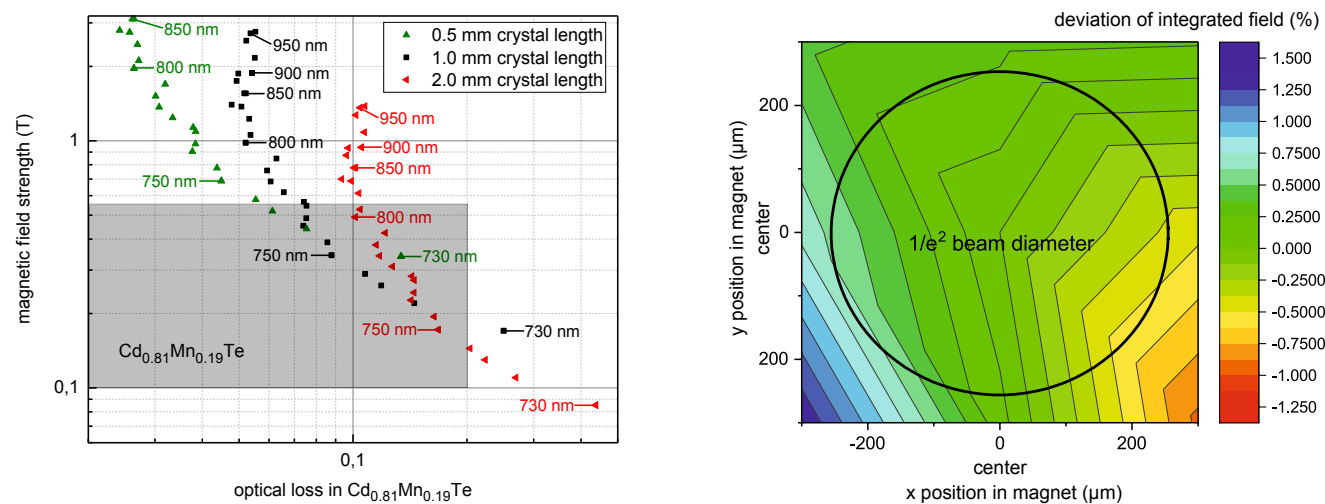 850 nm
800 nm
750 nm
730 nm
950 nm
900 nm
850 nm
800 nm
750 nm
730 nm
950 nm
900 nm
850 nm
800 nm
750 nm
730 nm
0.5 mm crystal length
1.0 mm crystal length
2.0 mm crystal length
Cd0.81Mn0.19Te
magnetic field strength (T)
1
0,1
0,1
optical loss in Cd0.81Mn0.19Te
deviation of integrated field (%)
1.500
1.250
1.000
0.7500
0.5000
0.2500
0.000
-0.2500
-0.5000
-0.7500
-1.000
-1.250
1/e² beam diameter
y position in magnet (µm)
center
200
0
200
-200
0
200
center
x position in magnet (µm)